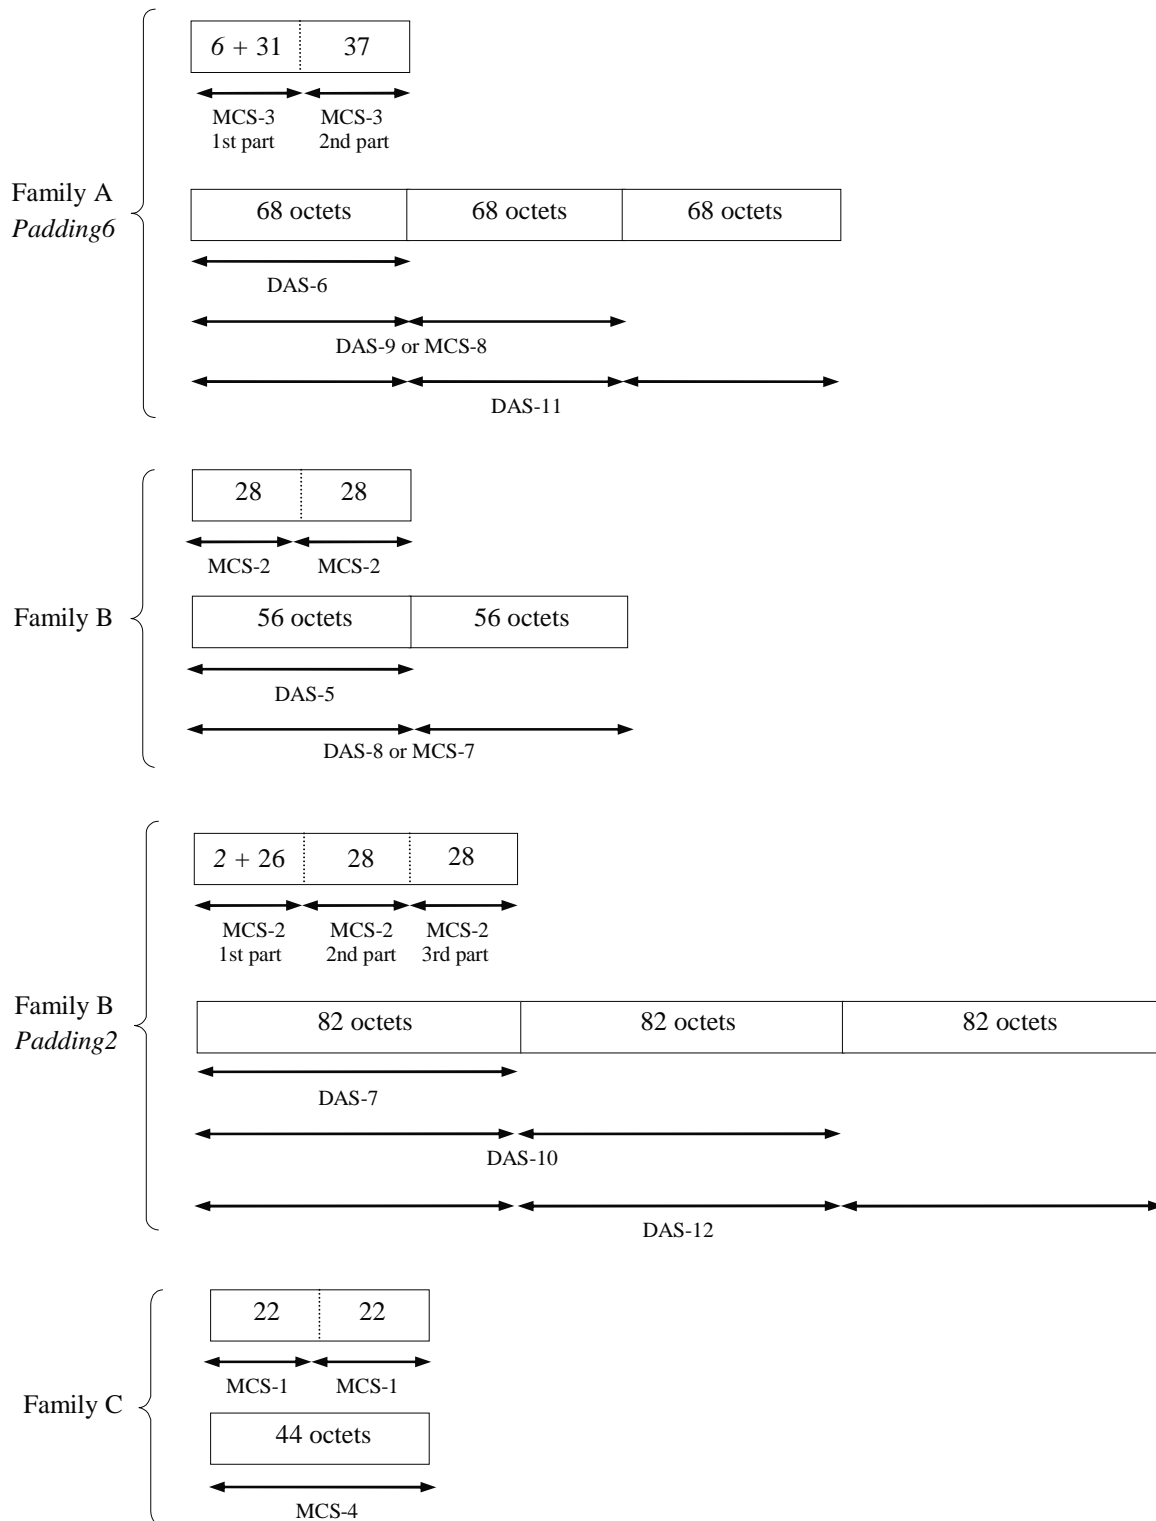 6 + 31 37
MCS-3 MCS-3
1st part 2nd part
Family A
Padding6
68 octets 68 octets 68 octets
DAS-6
DAS-9 or MCS-8
DAS-11
28 28
MCS-2 MCS-2
Family B
56 octets 56 octets
DAS-5
DAS-8 or MCS-7
2 + 26 28 28
MCS-2 MCS-2 MCS-2
1st part 2nd part 3rd part
Family B
Padding2
82 octets 82 octets 82 octets
DAS-7
DAS-10
DAS-12
22 22
MCS-1 MCS-1
Family C
44 octets
MCS-4